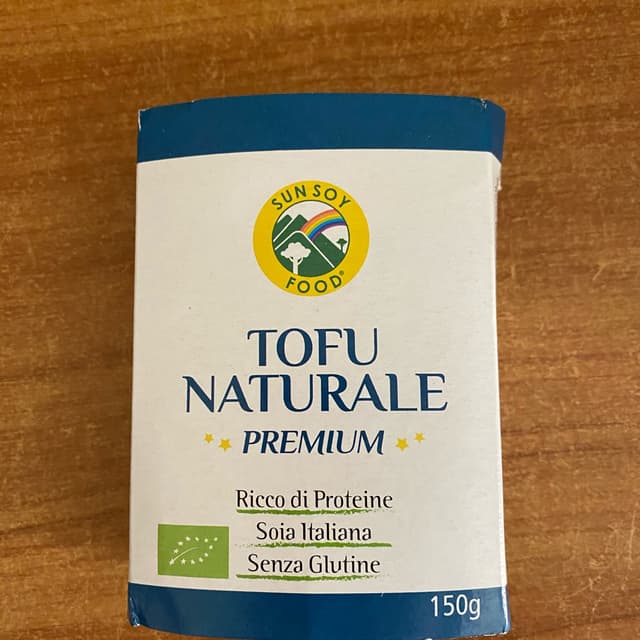 SUN SOY
FOOD®
TOFU
NATURALE
PREMIUM
Ricco di Proteine
Soia Italiana
Senza Glutine
150g